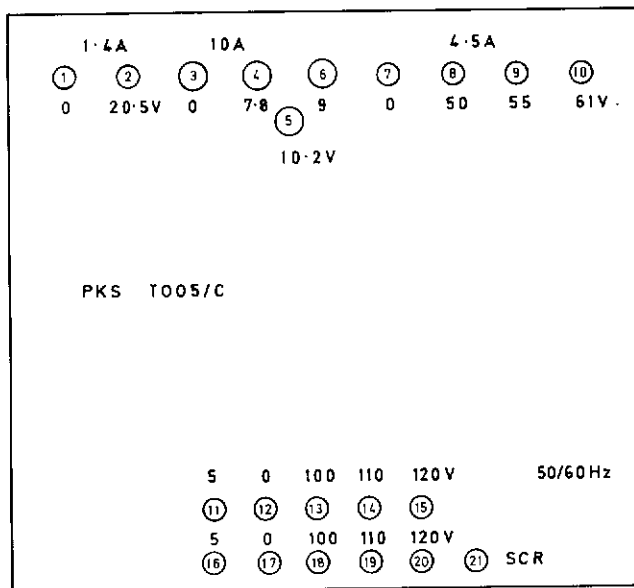 1·4A 10A 4·5A
1 2 3 4 6 7 8 9 10
0 20·5V 0 7·8 9 0 50 55 61V.
5
10·2V
PKS T005/C
5 0 100 110 120V 50/60Hz
11 12 13 14 15
5 0 100 110 120V
16 17 18 19 20 21 SCR